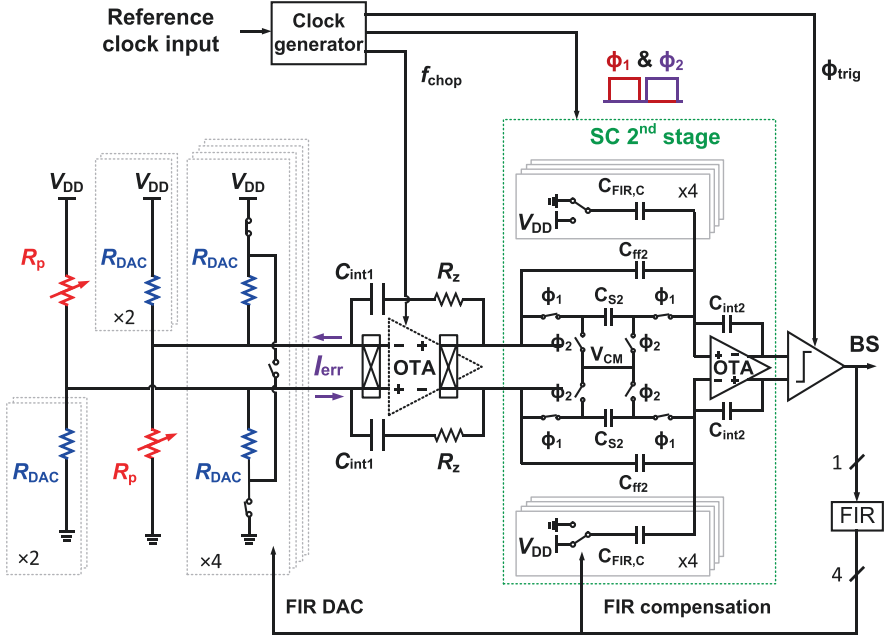 Reference
clock input
Clock
generator
fchop
ϕ1 & ϕ2
ϕtrig
SC 2nd stage
VDD
VDD
VDD
Rp
RDAC
RDAC
×2
CFIR,C
x4
VDD
Cff2
Cint1
Rz
ϕ1
CS2
ϕ1
Cint2
Ierr
OTA
ϕ2
VCM
ϕ2
OTA
BS
ϕ2
ϕ2
RDAC
Rp
RDAC
Cint1
Rz
ϕ1
CS2
ϕ1
Cint2
Cff2
1
×2
×4
VDD
CFIR,C
x4
FIR
4
FIR DAC
FIR compensation